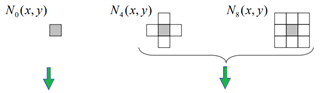 N₀(x, y) N₄(x, y) N₈(x, y)